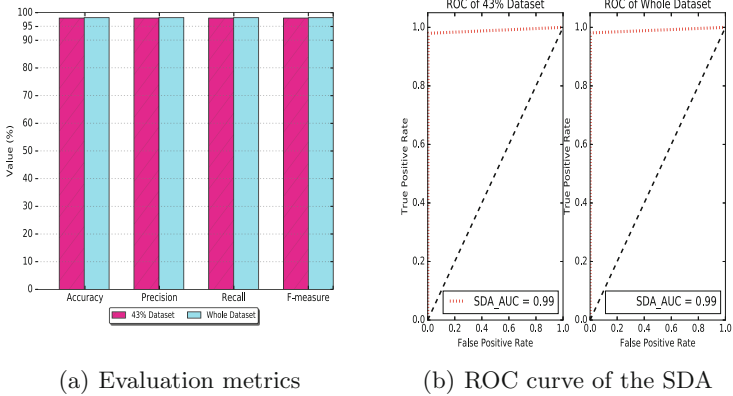 100
95
90
80
70
60
50
40
30
20
10
0
Value (%)
Accuracy Precision Recall F-measure
43% Dataset Whole Dataset
(a) Evaluation metrics
ROC of 43% Dataset
1.0
0.8
0.6
0.4
0.2
0.0
True Positive Rate
SDA_AUC = 0.99
0.0 0.2 0.4 0.6 0.8 1.0
False Positive Rate
ROC of Whole Dataset
1.0
0.8
0.6
0.4
0.2
0.0
True Positive Rate
SDA_AUC = 0.99
0.0 0.2 0.4 0.6 0.8 1.0
False Positive Rate
(b) ROC curve of the SDA